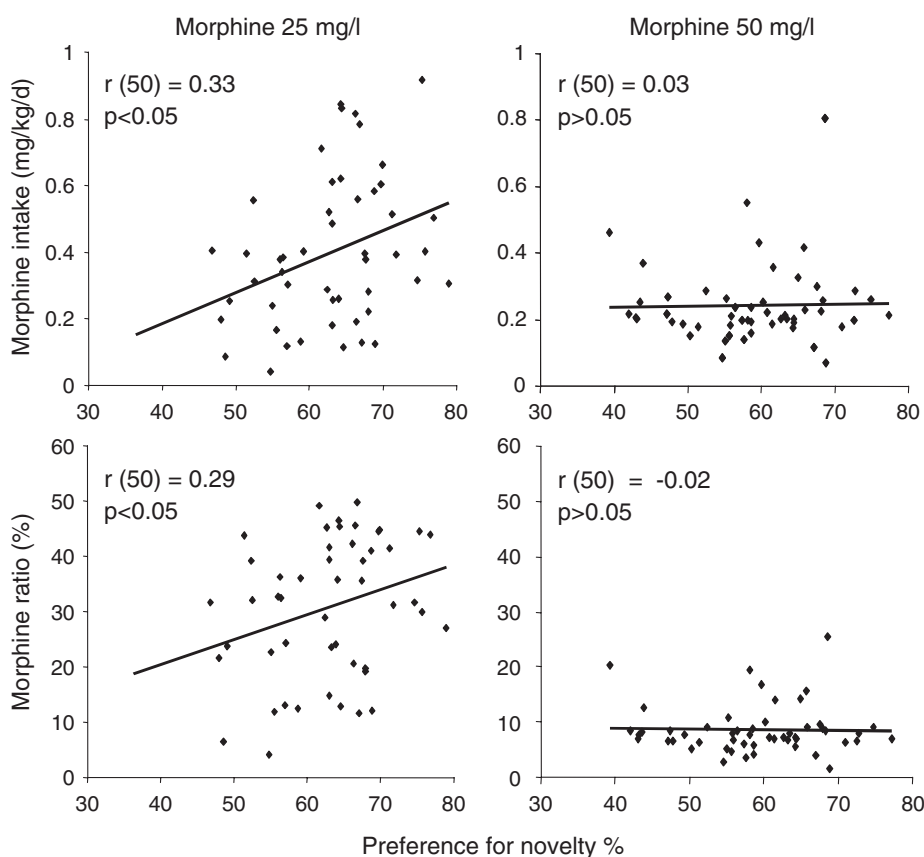 Morphine 25 mg/l
Morphine 50 mg/l
Morphine intake (mg/kg/d)
1
0.8
0.6
0.4
0.2
0
r (50) = 0.33
p<0.05
30 40 50 60 70 80
1
0.8
0.6
0.4
0.2
0
r (50) = 0.03
p>0.05
30 40 50 60 70 80
Morphine ratio (%)
60
50
40
30
20
10
0
r (50) = 0.29
p<0.05
30 40 50 60 70 80
60
50
40
30
20
10
0
r (50) = -0.02
p>0.05
30 40 50 60 70 80
Preference for novelty %